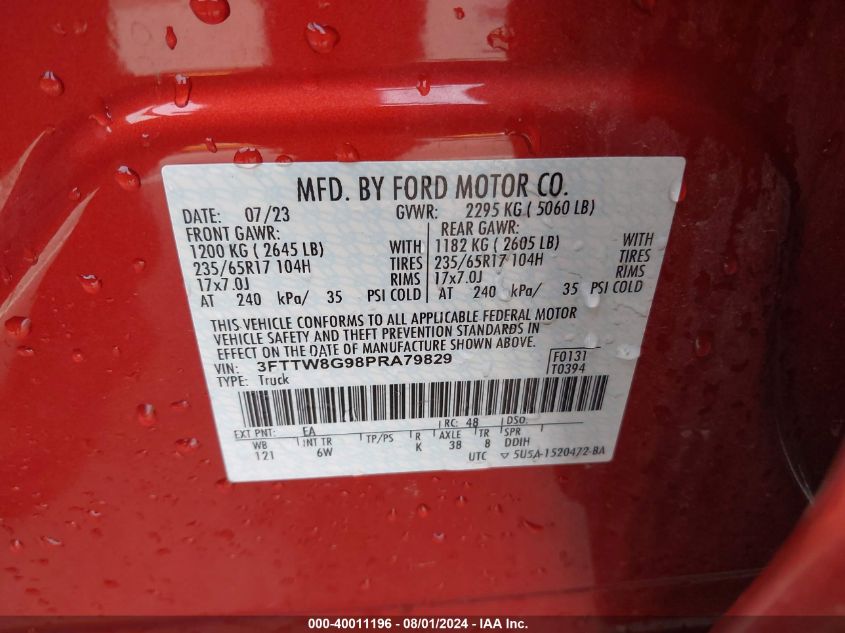 MFD. BY FORD MOTOR CO.
DATE: 07/23 GVWR: 2295 KG ( 5060 LB)
FRONT GAWR: REAR GAWR:
1200 KG ( 2645 LB) WITH 1182 KG ( 2605 LB) WITH
235/65R17 104H TIRES 235/65R17 104H TIRES
17x7.0J RIMS 17x7.0J RIMS
AT 240 kPa/ 35 PSI COLD AT 240 kPa/ 35 PSI COLD
THIS VEHICLE CONFORMS TO ALL APPLICABLE FEDERAL MOTOR
VEHICLE SAFETY AND THEFT PREVENTION STANDARDS IN
EFFECT ON THE DATE OF MANUFACTURE SHOWN ABOVE.
VIN: 3FTTW8G98PRA79829 F0131
TYPE: Truck T0394
EXT PNT: EA RC: 48 DSO:
WB INT TR TP/PS R AXLE TR SPR
121 6W K 38 8 DDIH
UTC ▽ 5U5A-1520472-BA
000-40011196 - 08/01/2024 - IAA Inc.